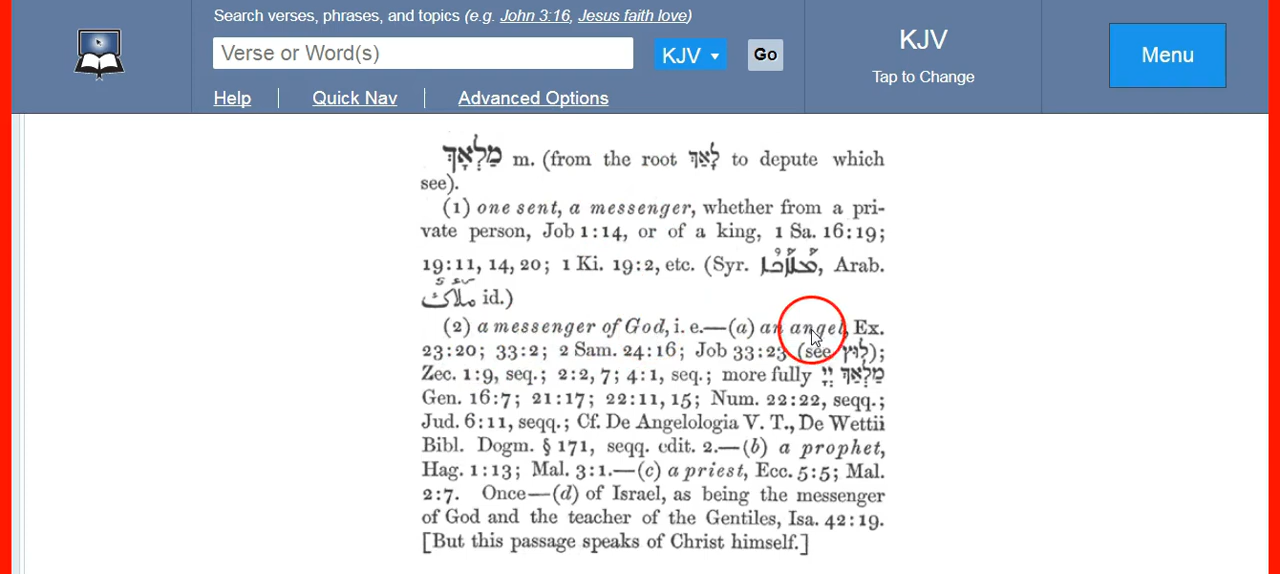 Search verses, phrases, and topics (e.g. John 3:16, Jesus faith love)
Verse or Word(s)
KJV
Go
Help
Quick Nav
Advanced Options
KJV
Tap to Change
Menu
מַלְאָךְ m. (from the root לָאַךְ to depute which
see).
(1) one sent, a messenger, whether from a pri-
vate person, Job 1:14, or of a king, 1 Sa. 16:19;
19:11, 14, 20; 1 Ki. 19:2, etc. (Syr. Arab.
id.)
(2) a messenger of God, i. e.—(a) an angel, Ex.
23:20; 33:2; 2 Sam. 24:16; Job 33:23 (see לוּץ);
Zec. 1:9, seq.; 2:2, 7; 4:1, seq.; more fully מַלְאַךְ יְיָ
Gen. 16:7; 21:17; 22:11, 15; Num. 22:22, seqq.;
Jud. 6:11, seqq.; Cf. De Angelologia V. T., De Wettii
Bibl. Dogm. § 171, seqq. edit. 2.—(b) a prophet,
Hag. 1:13; Mal. 3:1.—(c) a priest, Ecc. 5:5; Mal.
2:7. Once—(d) of Israel, as being the messenger
of God and the teacher of the Gentiles, Isa. 42:19.
[But this passage speaks of Christ himself.]